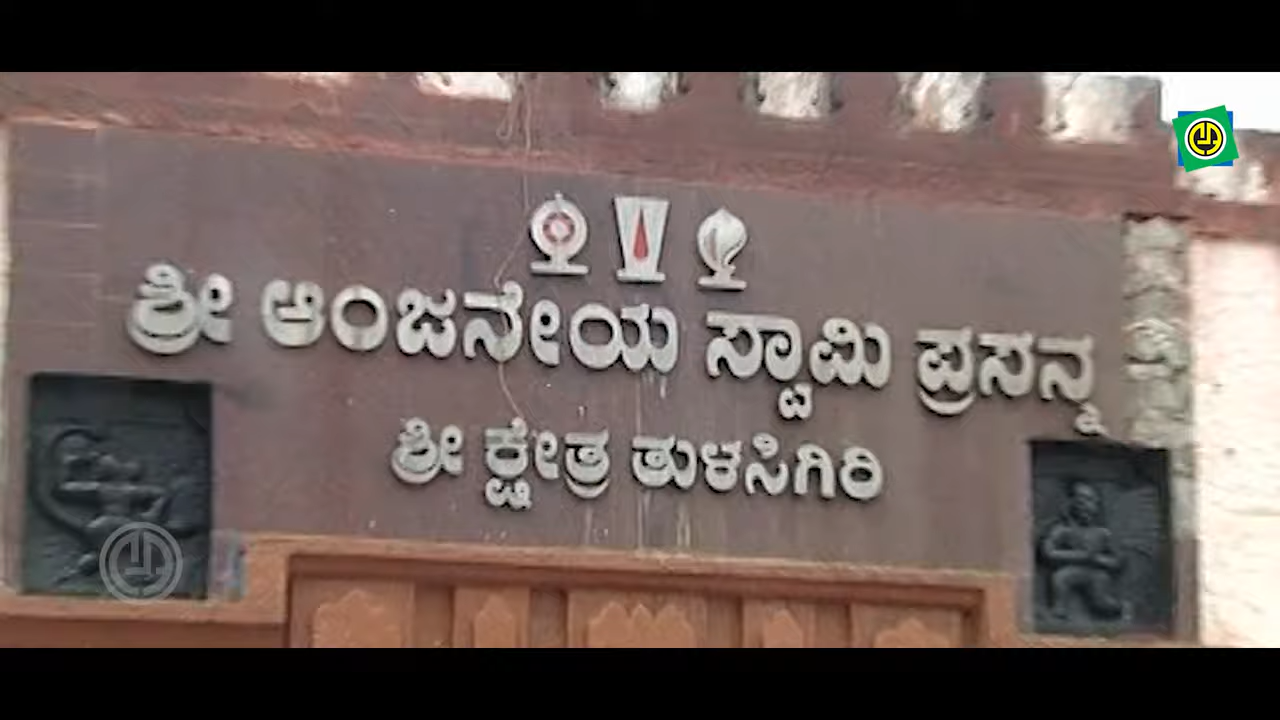 ಶ್ರೀ ಆಂಜನೇಯ ಸ್ವಾಮಿ ಪ್ರಸನ್ನ
ಶ್ರೀ ಕ್ಷೇತ್ರ ತುಳಸಿಗಿರಿ